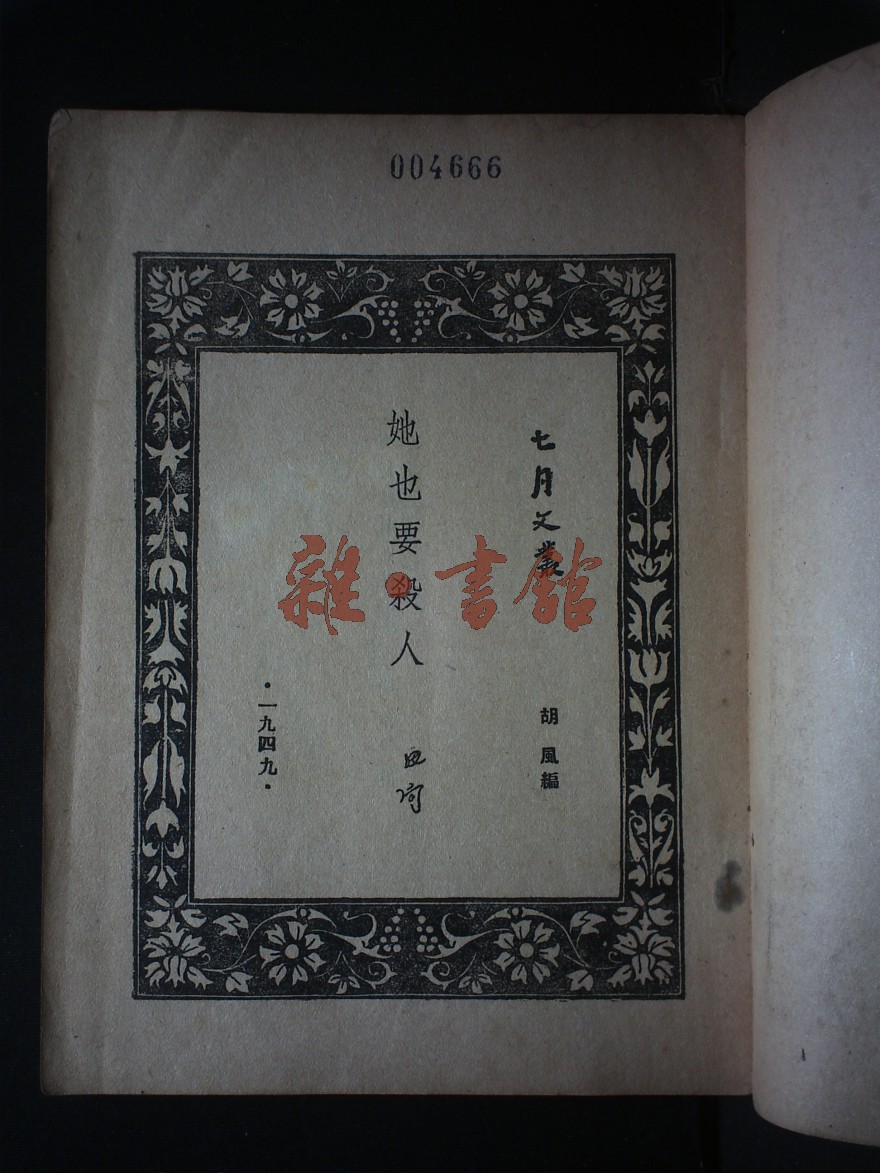 004666
七月文叢
胡風編
她也要殺人
田間
·一九四九·
雜·書館